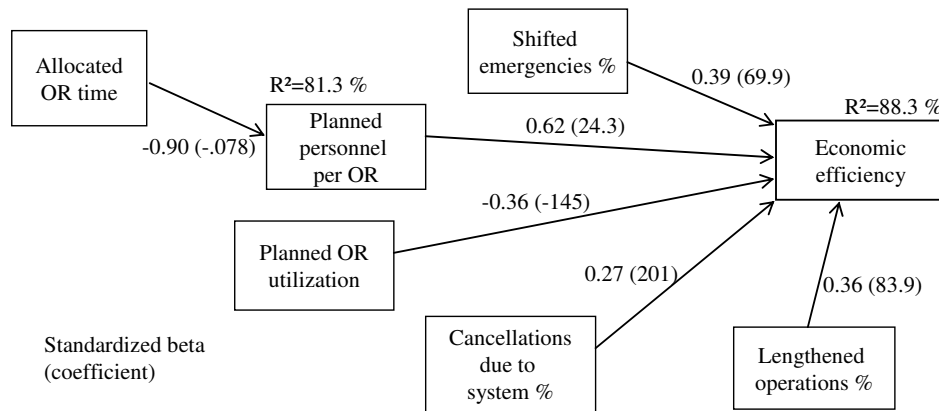 Allocated
OR time
-0.90 (-.078)
R²=81.3 %
Planned
personnel
per OR
Shifted
emergencies %
0.39 (69.9)
0.62 (24.3)
R²=88.3 %
Economic
efficiency
Planned OR
utilization
-0.36 (-145)
Cancellations
due to
system %
0.27 (201)
Lengthened
operations %
0.36 (83.9)
Standardized beta
(coefficient)